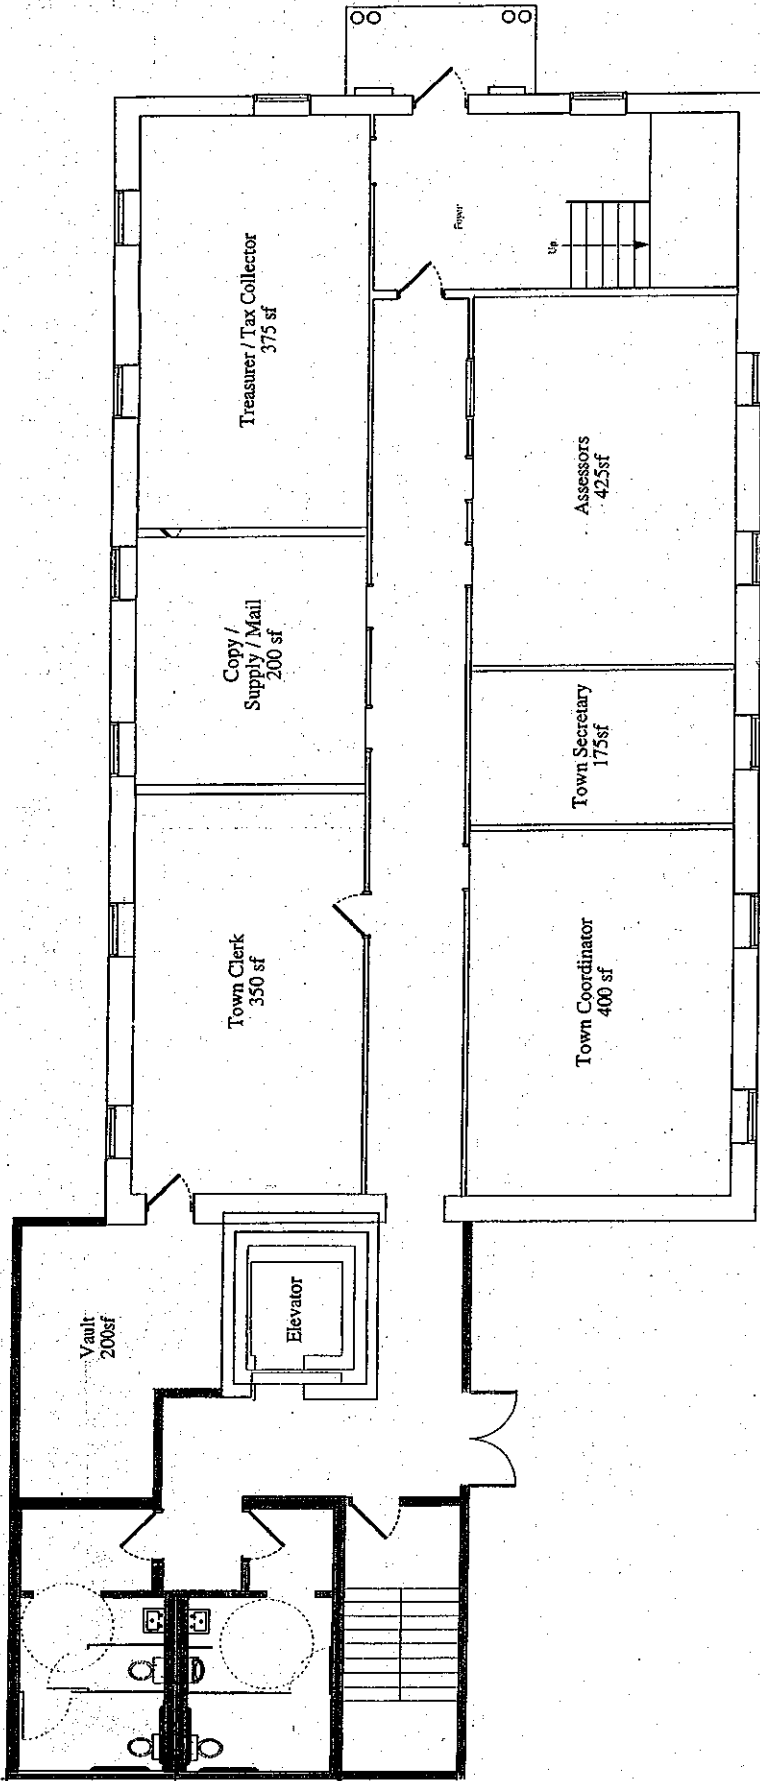 Foyer
Up
Treasurer / Tax Collector
375 sf
Assessors
425sf
Copy /
Supply / Mail
200 sf
Town Secretary
175sf
Town Clerk
350 sf
Town Coordinator
400 sf
Vault
200sf
Elevator